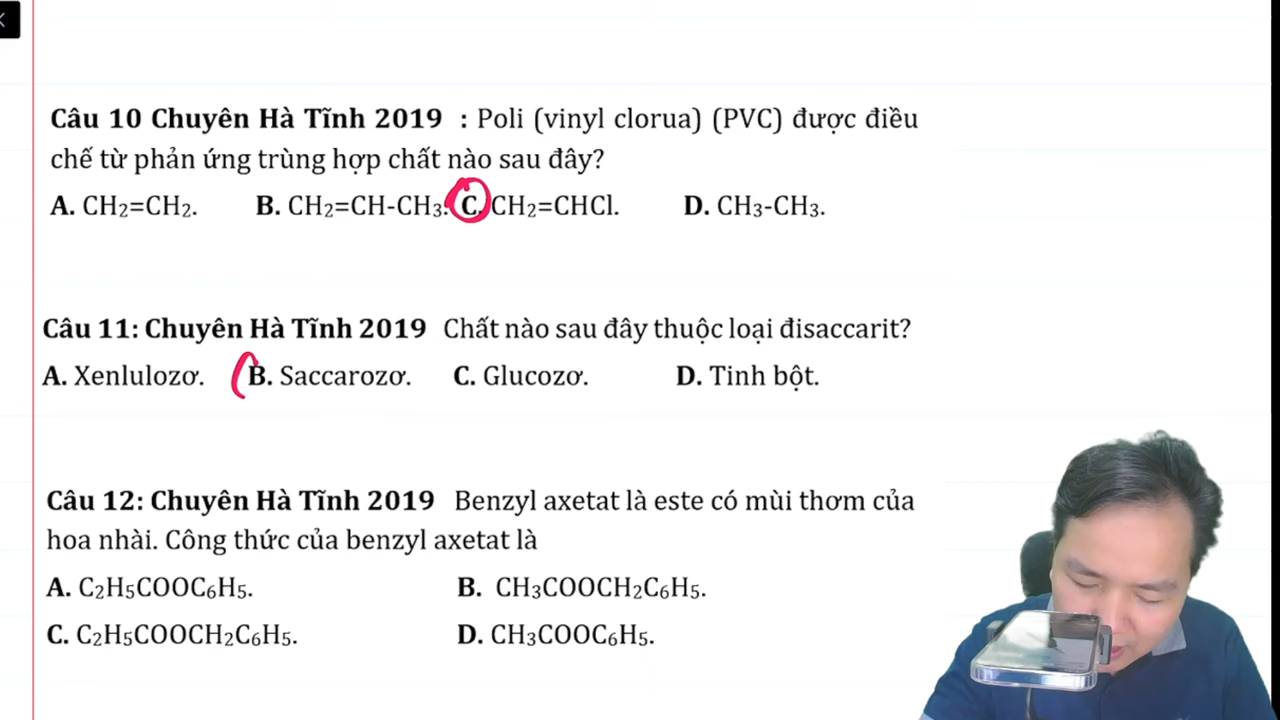 Câu 10 Chuyên Hà Tĩnh 2019 : Poli (vinyl clorua) (PVC) được điều
chế từ phản ứng trùng hợp chất nào sau đây?
A. CH₂=CH₂. B. CH₂=CH-CH₃. C. CH₂=CHCl. D. CH₃-CH₃.
Câu 11: Chuyên Hà Tĩnh 2019 Chất nào sau đây thuộc loại đisaccarit?
A. Xenlulozơ. B. Saccarozơ. C. Glucozơ. D. Tinh bột.
Câu 12: Chuyên Hà Tĩnh 2019 Benzyl axetat là este có mùi thơm của
hoa nhài. Công thức của benzyl axetat là
A. C₂H₅COOC₆H₅. B. CH₃COOCH₂C₆H₅.
C. C₂H₅COOCH₂C₆H₅. D. CH₃COOC₆H₅.